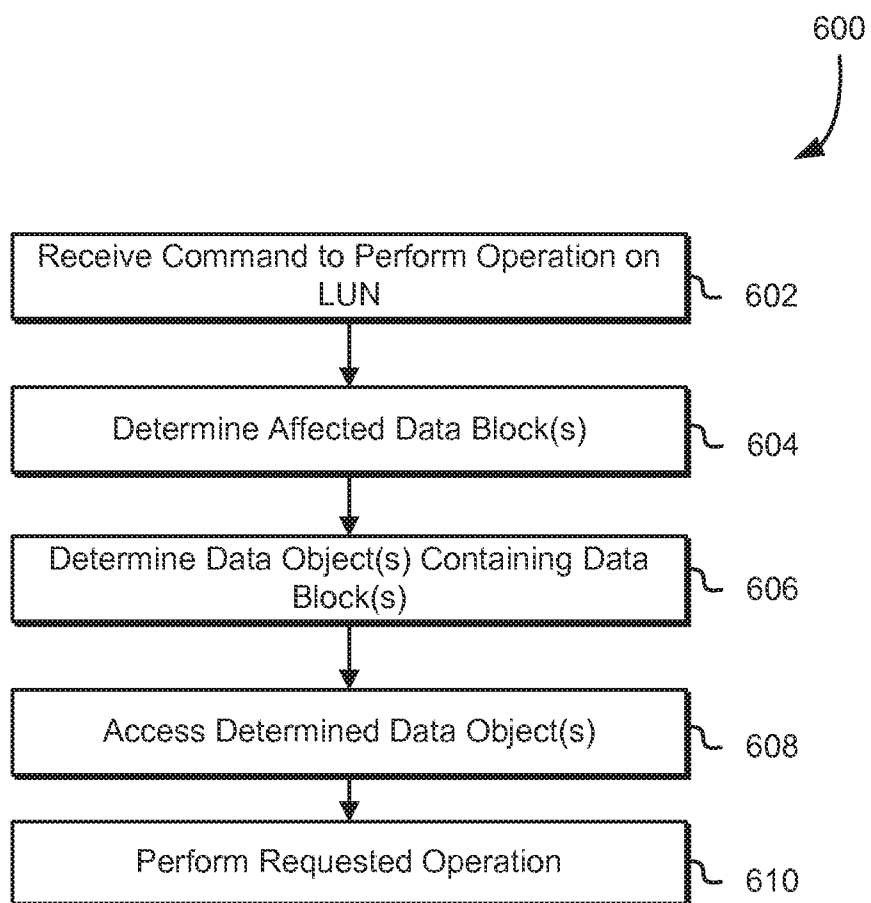 600
Receive Command to Perform Operation on
LUN
602
Determine Affected Data Block(s)
604
Determine Data Object(s) Containing Data
Block(s)
606
Access Determined Data Object(s)
608
Perform Requested Operation
610